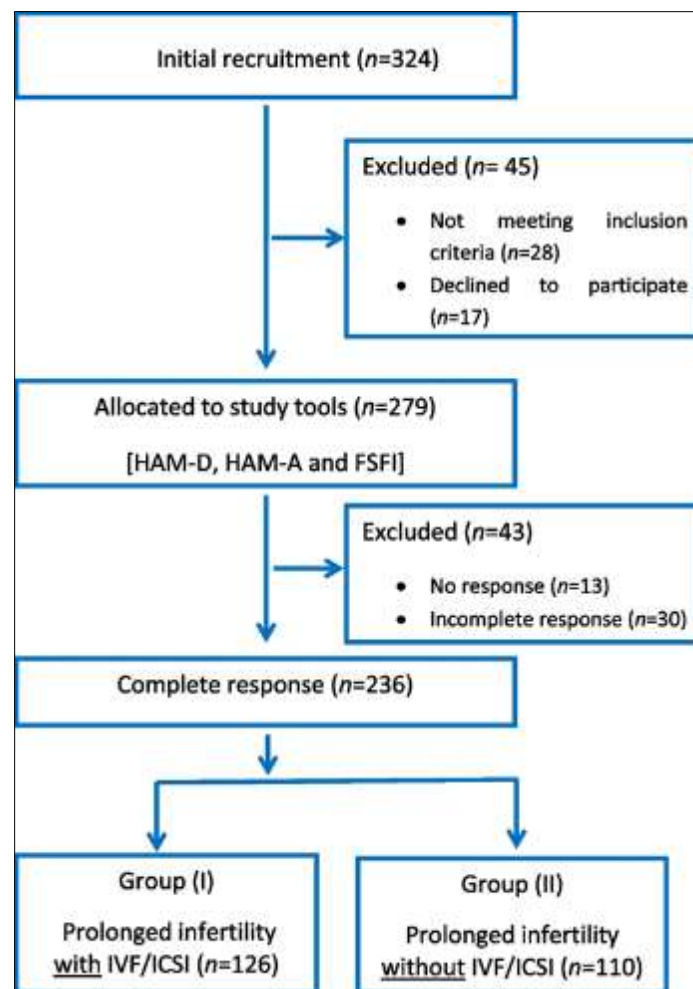 Initial recruitment (n=324)
Excluded (n= 45)
• Not meeting inclusion
criteria (n=28)
• Declined to participate
(n=17)
Allocated to study tools (n=279)
[HAM-D, HAM-A and FSFI]
Excluded (n=43)
• No response (n=13)
• Incomplete response (n=30)
Complete response (n=236)
Group (I)
Prolonged infertility
with IVF/ICSI (n=126)
Group (II)
Prolonged infertility
without IVF/ICSI (n=110)